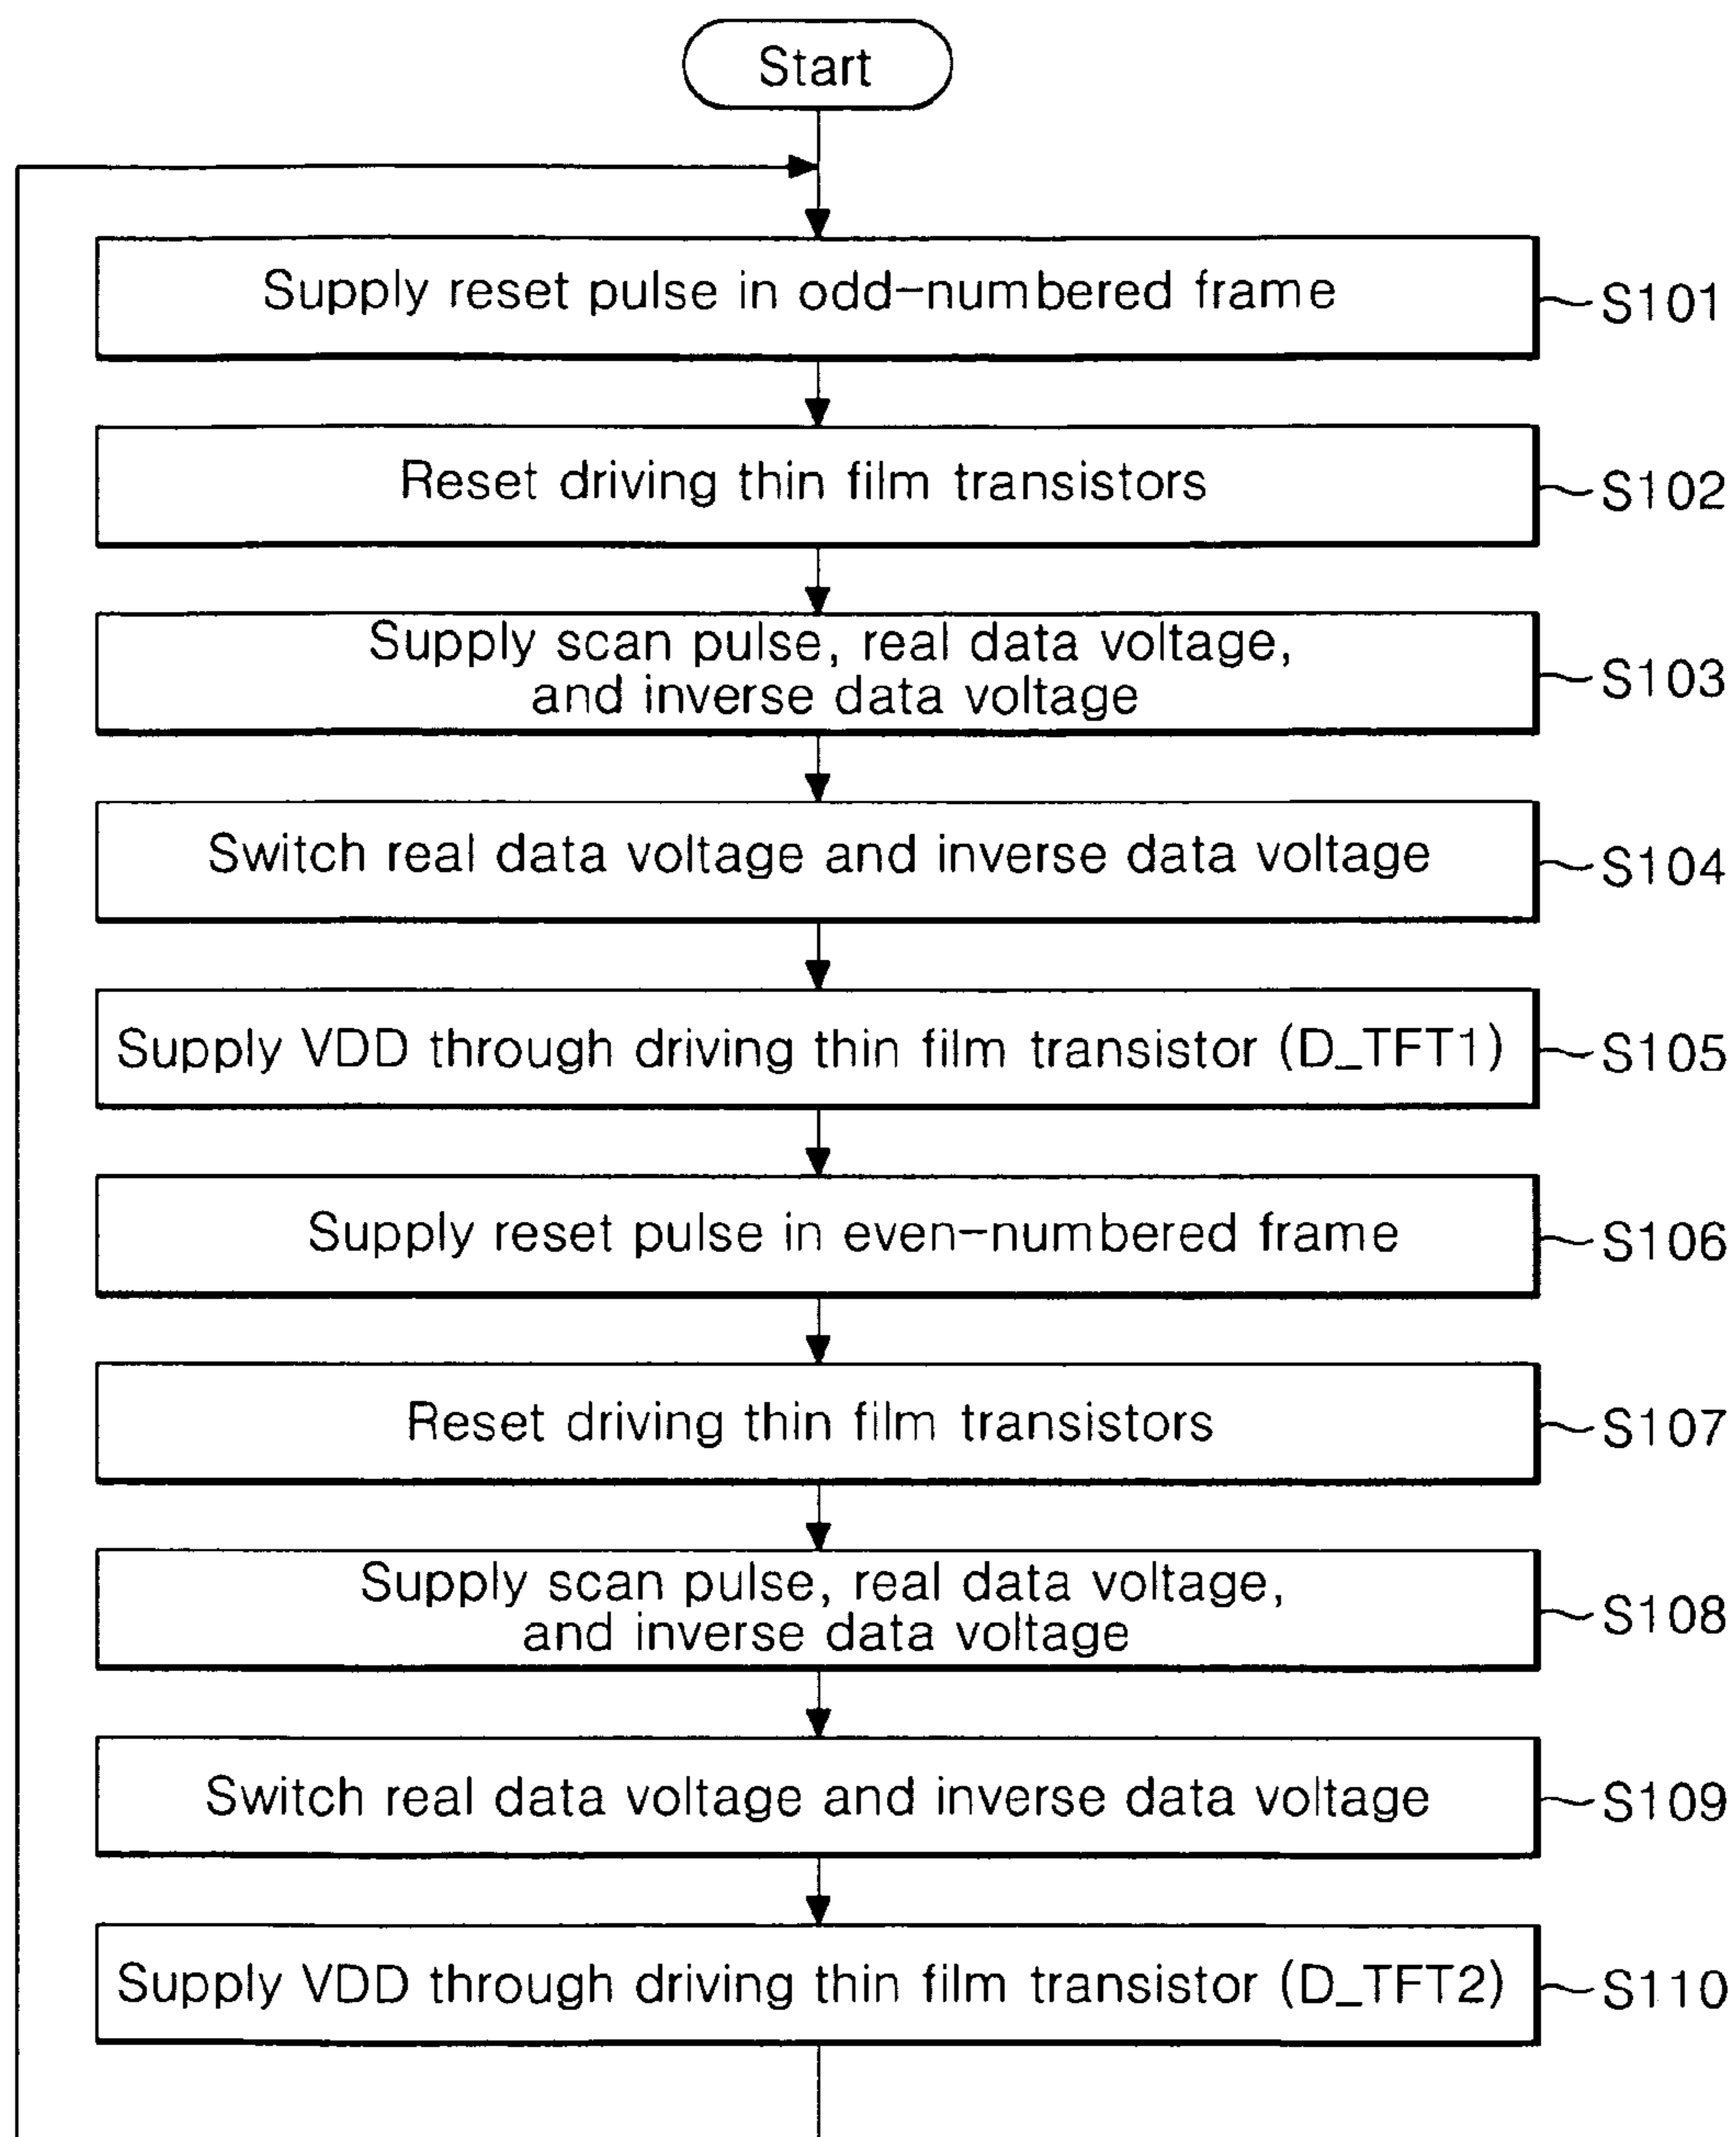 Start
Supply reset pulse in odd-numbered frame
S101
Reset driving thin film transistors
S102
Supply scan pulse, real data voltage,
and inverse data voltage
S103
Switch real data voltage and inverse data voltage
S104
Supply VDD through driving thin film transistor (D_TFT1)
S105
Supply reset pulse in even-numbered frame
S106
Reset driving thin film transistors
S107
Supply scan pulse, real data voltage,
and inverse data voltage
S108
Switch real data voltage and inverse data voltage
S109
Supply VDD through driving thin film transistor (D_TFT2)
S110